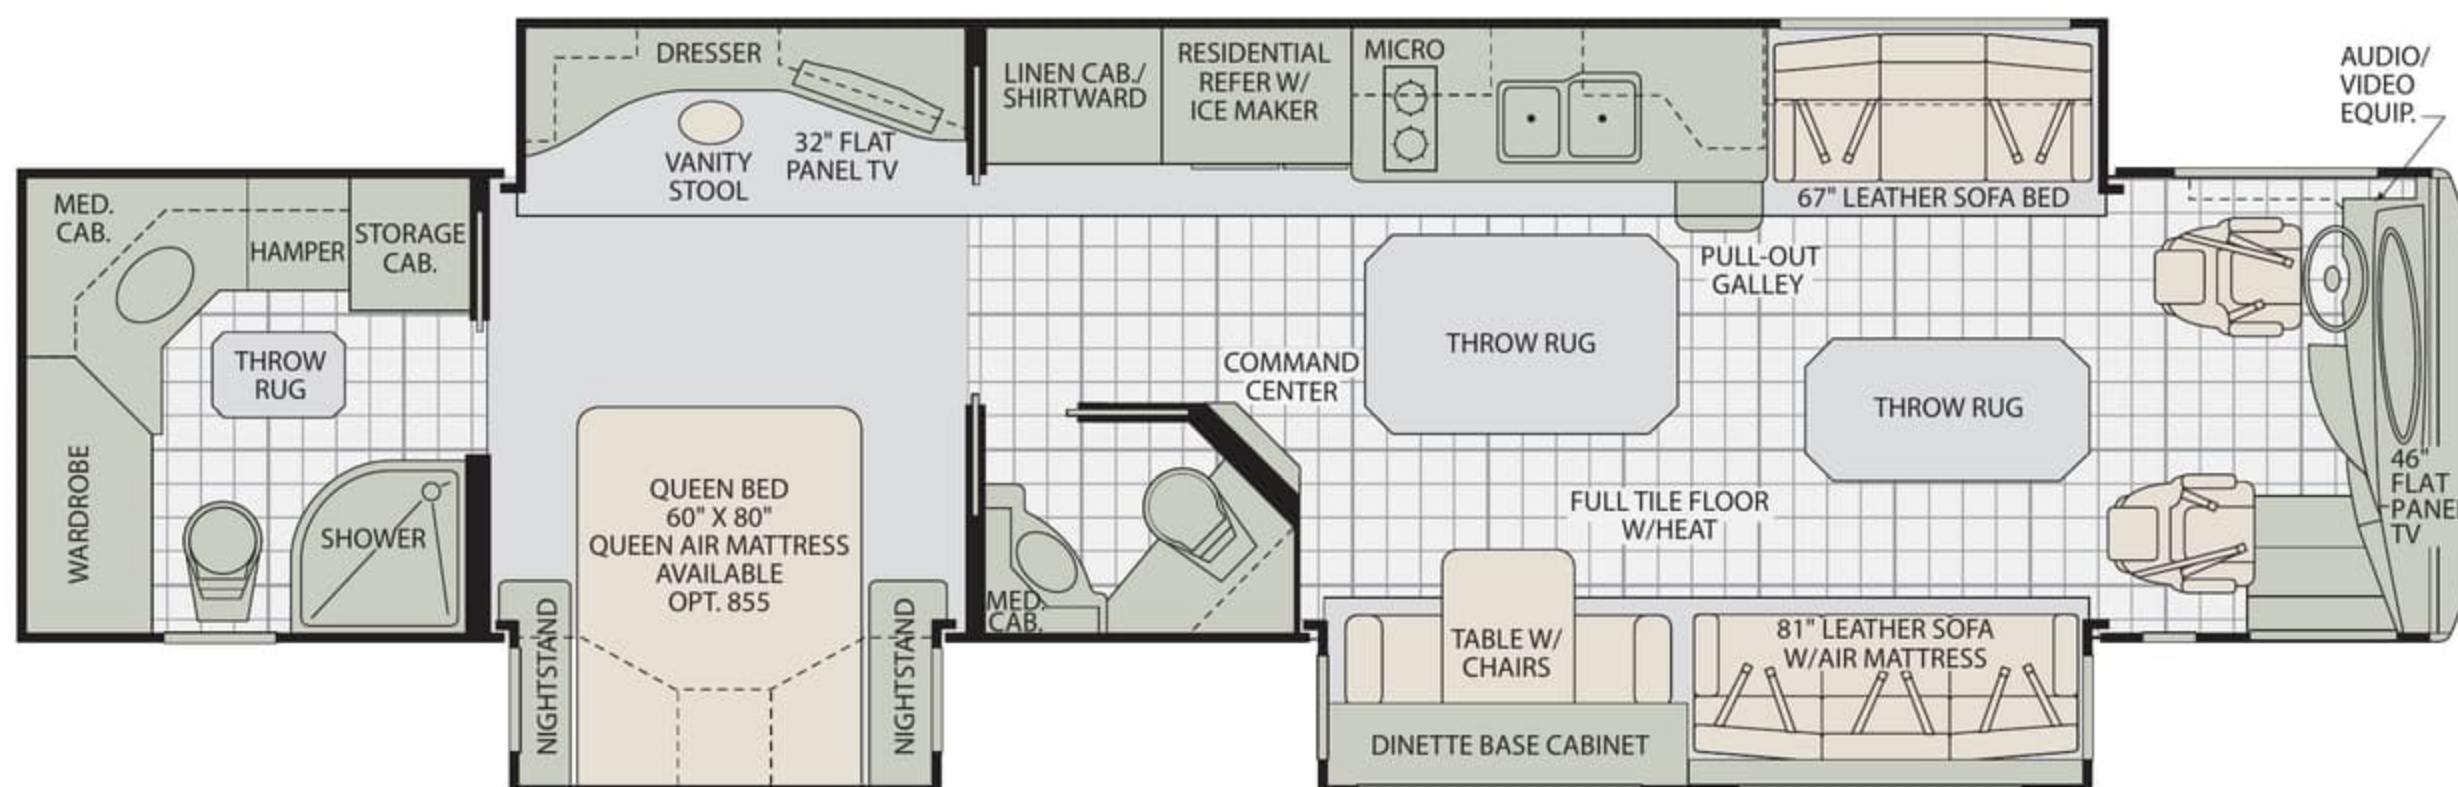 MED.
CAB.
HAMPER
STORAGE
CAB.
THROW
RUG
WARDROBE
SHOWER
DRESSER
VANITY
STOOL
32" FLAT
PANEL TV
QUEEN BED
60" X 80"
QUEEN AIR MATTRESS
AVAILABLE
OPT. 855
NIGHTSTAND
NIGHTSTAND
LINEN CAB./
SHIRTWARD
RESIDENTIAL
REFER W/
ICE MAKER
MICRO
67" LEATHER SOFA BED
PULL-OUT
GALLEY
COMMAND
CENTER
THROW RUG
THROW RUG
MED.
CAB.
FULL TILE FLOOR
W/HEAT
TABLE W/
CHAIRS
DINETTE BASE CABINET
81" LEATHER SOFA
W/AIR MATTRESS
AUDIO/
VIDEO
EQUIP.
46"
FLAT
PANEL
TV